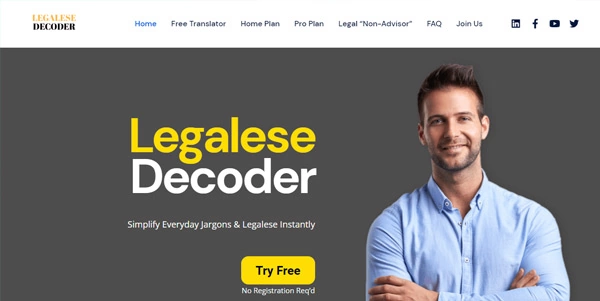 LEGALESE
DECODER
Home
Free Translator
Home Plan
Pro Plan
Legal “Non-Advisor”
FAQ
Join Us
Legalese
Decoder
Simplify Everyday Jargons & Legalese Instantly
Try Free
No Registration Req'd